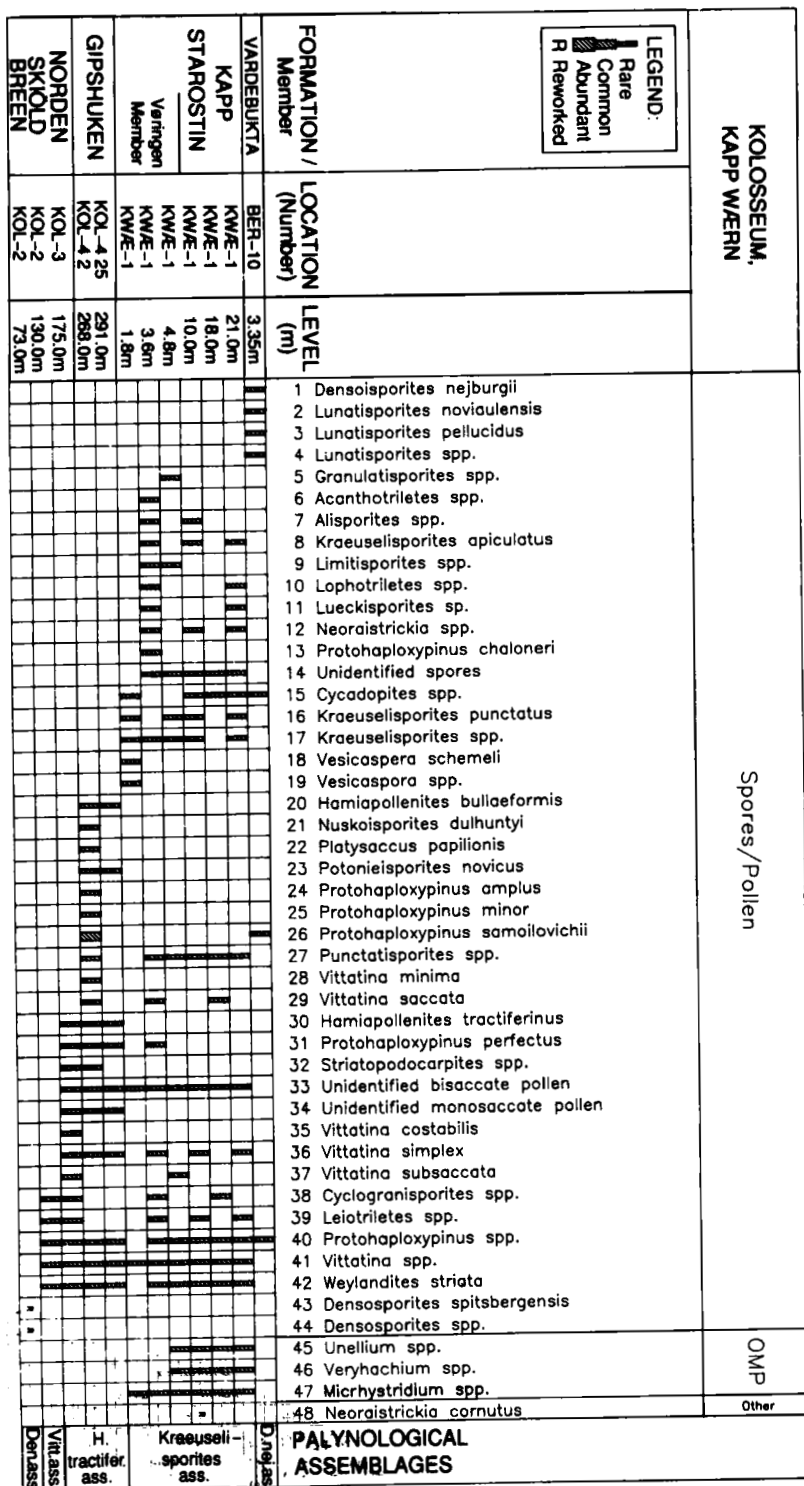 KOLOSSEUM,
KAPP WÆRN
LEGEND:
Rare
Common
Abundant
R Reworked
FORMATION /
Member
LOCATION
(Number)
LEVEL
(m)
VARDEBUKTA
KAPP
STAROSTIN
Vøringen
Member
GIPSHUKEN
NORDEN
SKIÖLD
BREEN
BER-10
KWÆ-1
KWÆ-1
KWÆ-1
KWÆ-1
KWÆ-1
KWÆ-1
KOL-4 25
KOL-4 2
KOL-3
KOL-2
KOL-2
3.35m
21.0m
18.0m
10.0m
4.8m
3.6m
1.8m
291.0m
268.0m
175.0m
130.0m
73.0m
Spores/Pollen
1 Densoisporites nejburgii
2 Lunatisporites noviaulensis
3 Lunatisporites pellucidus
4 Lunatisporites spp.
5 Granulatisporites spp.
6 Acanthotriletes spp.
7 Alisporites spp.
8 Kraeuselisporites apiculatus
9 Limitisporites spp.
10 Lophotriletes spp.
11 Lueckisporites sp.
12 Neoraistrickia spp.
13 Protohaploxypinus chaloneri
14 Unidentified spores
15 Cycadopites spp.
16 Kraeuselisporites punctatus
17 Kraeuselisporites spp.
18 Vesicaspera schemeli
19 Vesicaspora spp.
20 Hamiapollenites bullaeformis
21 Nuskoisporites dulhuntyi
22 Platysaccus papilionis
23 Potonieisporites novicus
24 Protohaploxypinus amplus
25 Protohaploxypinus minor
26 Protohaploxypinus samoilovichii
27 Punctatisporites spp.
28 Vittatina minima
29 Vittatina saccata
30 Hamiapollenites tractiferinus
31 Protohaploxypinus perfectus
32 Striatopodocarpites spp.
33 Unidentified bisaccate pollen
34 Unidentified monosaccate pollen
35 Vittatina costabilis
36 Vittatina simplex
37 Vittatina subsaccata
38 Cyclogranisporites spp.
39 Leiotriletes spp.
40 Protohaploxypinus spp.
41 Vittatina spp.
42 Weylandites striata
43 Densosporites spitsbergensis
44 Densosporites spp.
OMP
45 Unellium spp.
46 Veryhachium spp.
47 Micrhystridium spp.
Other
48 Neoraistrickia cornutus
PALYNOLOGICAL
ASSEMBLAGES
D.nej.ass
Kraeuseli-
sporites
ass.
H.
tractifer.
ass.
Vitt.ass
Den.ass